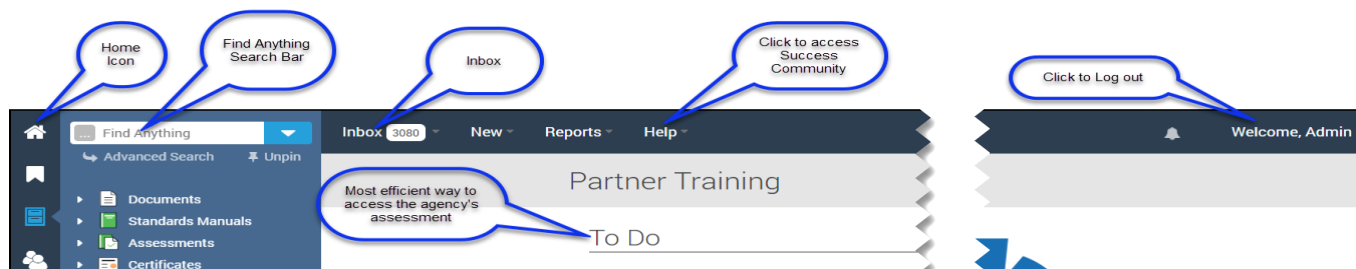 Home
Icon
Find Anything
Search Bar
Inbox
Click to access
Success
Community
Click to Log out
... Find Anything
Inbox 3080 New Reports Help
Welcome, Admin
Advanced Search Unpin
Most efficient way to
access the agency's
assessment
Partner Training
Documents
Standards Manuals
Assessments
Certificates
To Do